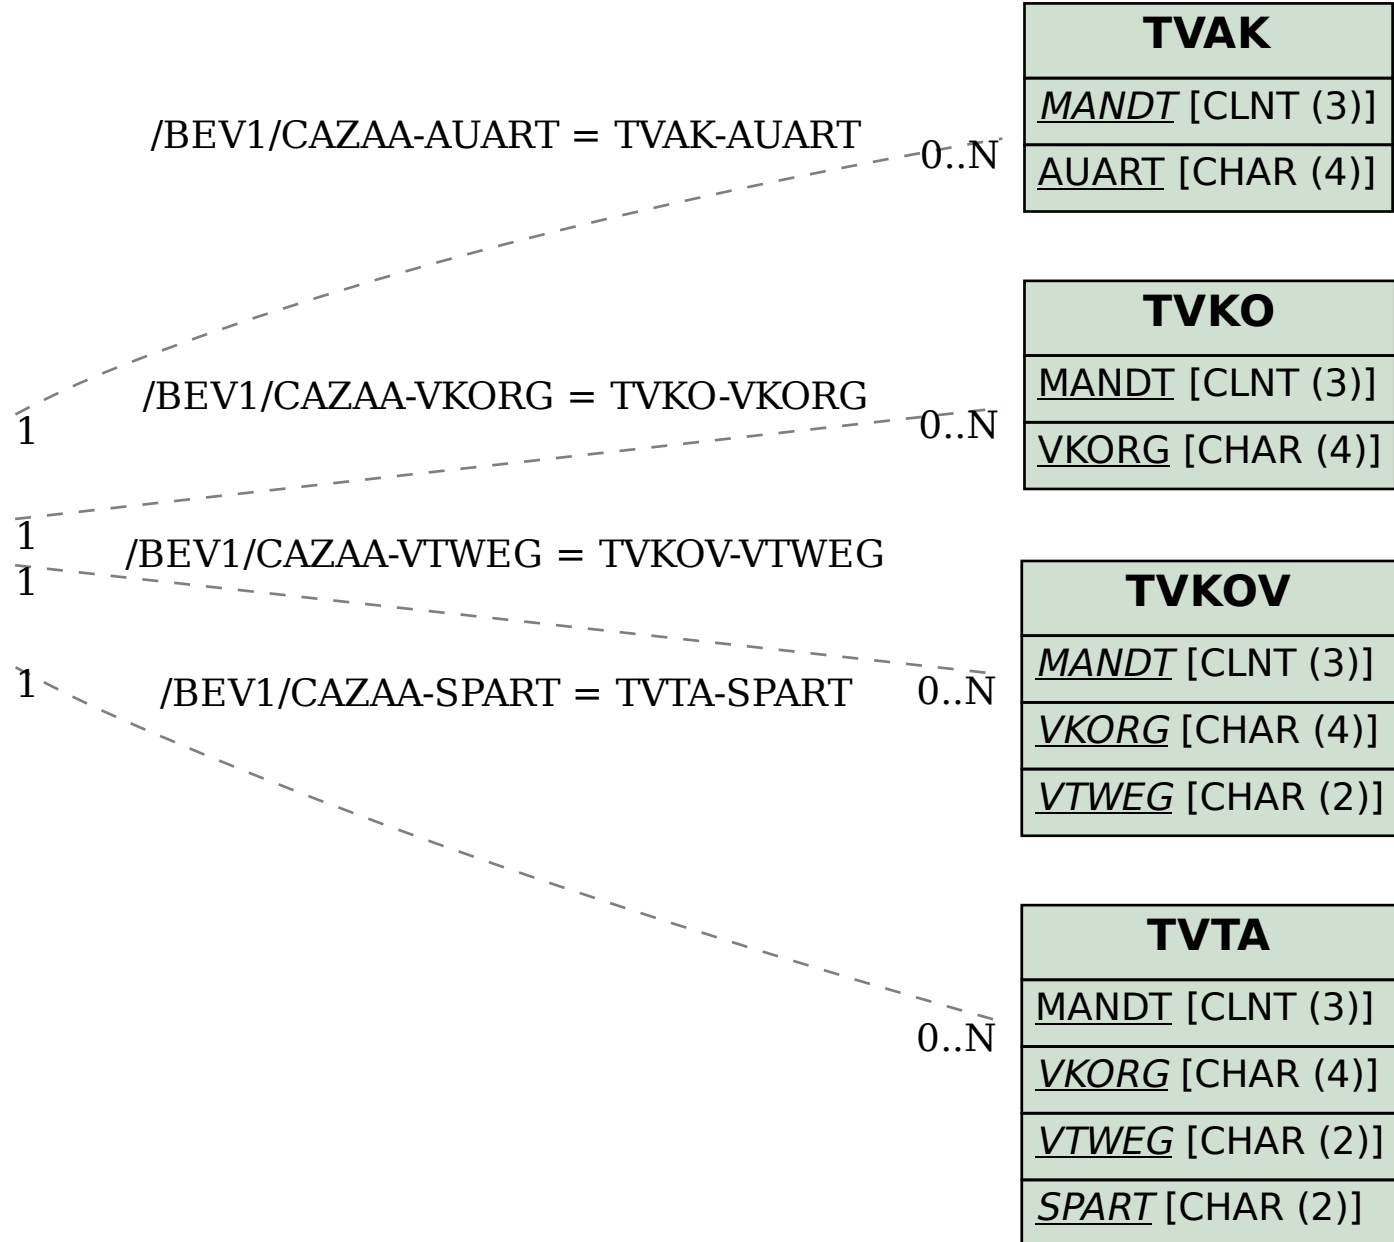 TVAK
MANDT [CLNT (3)]
AUART [CHAR (4)]
/BEV1/CAZAA-AUART = TVAK-AUART
0..N
1
TVKO
MANDT [CLNT (3)]
VKORG [CHAR (4)]
/BEV1/CAZAA-VKORG = TVKO-VKORG
0..N
1
/BEV1/CAZAA-VTWEG = TVKOV-VTWEG
1
0..N
TVKOV
MANDT [CLNT (3)]
VKORG [CHAR (4)]
VTWEG [CHAR (2)]
/BEV1/CAZAA-SPART = TVTA-SPART
1
0..N
TVTA
MANDT [CLNT (3)]
VKORG [CHAR (4)]
VTWEG [CHAR (2)]
SPART [CHAR (2)]